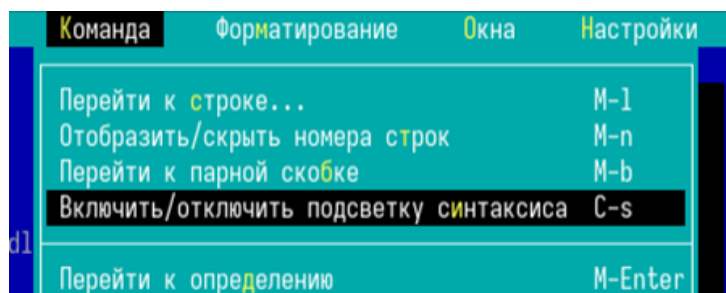 Команда Форматирование Окна Настройки
Перейти к строке... M-l
Отобразить/скрыть номера строк M-n
Перейти к парной скобке M-b
Включить/отключить подсветку синтаксиса C-s
dl
Перейти к определению M-Enter